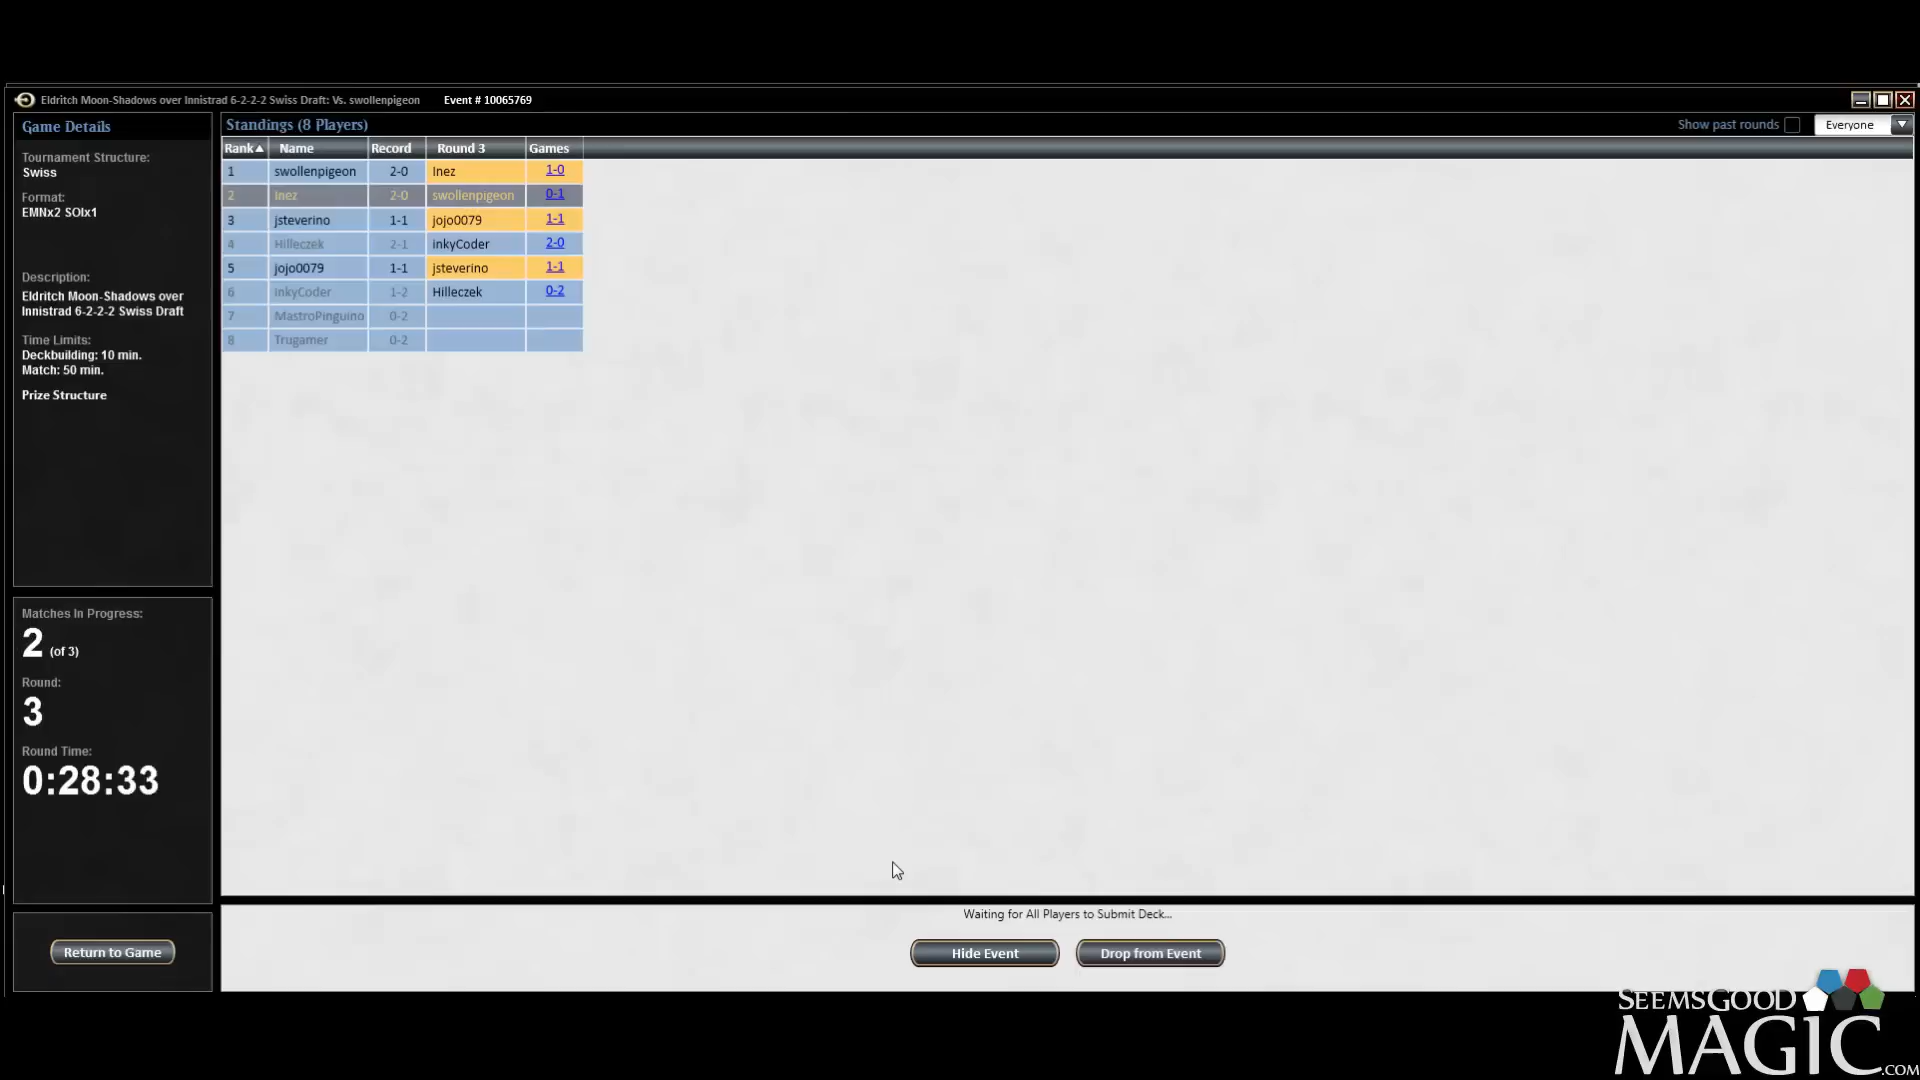 Eldritch Moon-Shadows over Innistrad 6-2-2-2 Swiss Draft: Vs. swollenpigeon Event # 10065769
Game Details
Tournament Structure:
Swiss
Format:
EMNx2 SOIx1
Description:
Eldritch Moon-Shadows over
Innistrad 6-2-2-2 Swiss Draft
Time Limits:
Deckbuilding: 10 min.
Match: 50 min.
Prize Structure
Matches In Progress:
2 (of 3)
Round:
3
Round Time:
0:28:33
Return to Game
Standings (8 Players) Show past rounds Everyone
Rank Name Record Round 3 Games
1 swollenpigeon 2-0 Inez 1-0
2 Inez 2-0 swollenpigeon 0-1
3 jsteverino 1-1 jojo0079 1-1
4 Hilleczek 2-1 inkyCoder 2-0
5 jojo0079 1-1 jsteverino 1-1
6 InkyCoder 1-2 Hilleczek 0-2
7 MastroPinguino 0-2
8 Trugamer 0-2
Waiting for All Players to Submit Deck...
Hide Event Drop from Event
SEEMSGOOD
MAGIC.COM